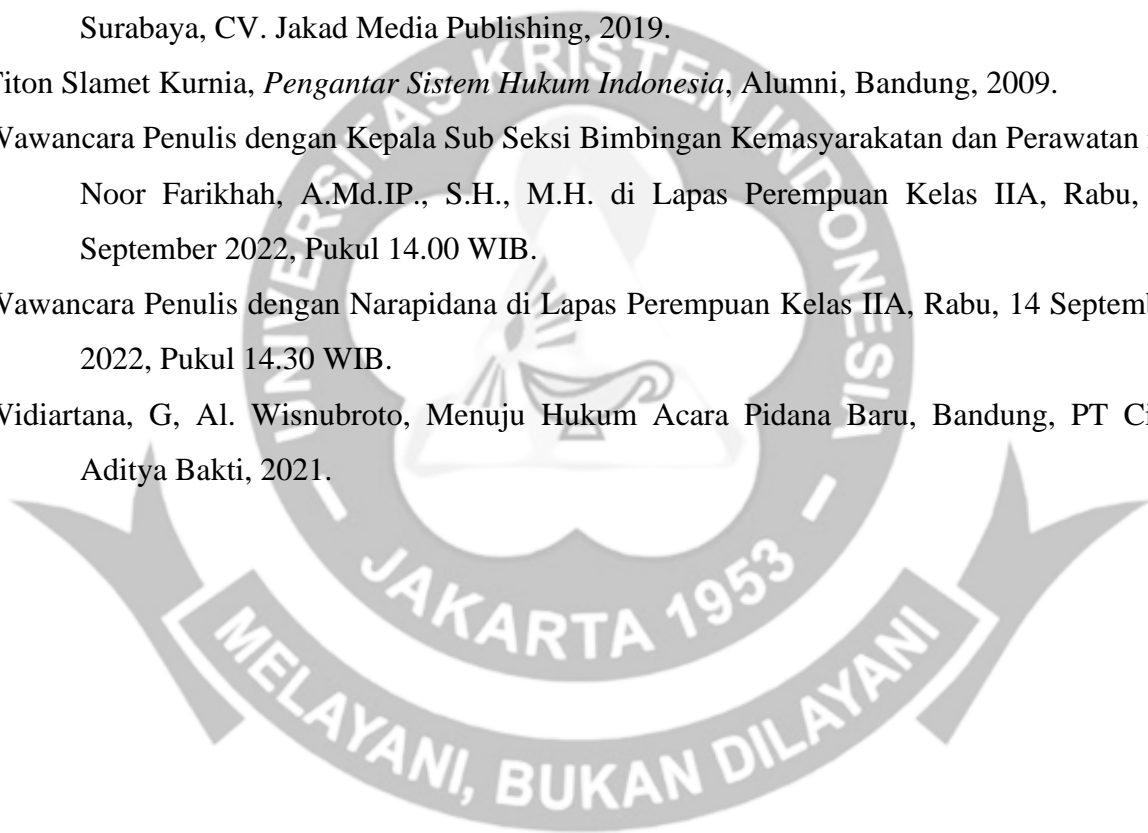 Surabaya, CV. Jakad Media Publishing, 2019.
Titon Slamet Kurnia, Pengantar Sistem Hukum Indonesia, Alumni, Bandung, 2009.
Wawancara Penulis dengan Kepala Sub Seksi Bimbingan Kemasyarakatan dan Perawatan
Noor Farikhah, A.Md.IP., S.H., M.H. di Lapas Perempuan Kelas IIA, Rabu,
September 2022, Pukul 14.00 WIB.
Wawancara Penulis dengan Narapidana di Lapas Perempuan Kelas IIA, Rabu, 14 Septemb
2022, Pukul 14.30 WIB.
Widiartana, G, Al. Wisnubroto, Menuju Hukum Acara Pidana Baru, Bandung, PT Ci
Aditya Bakti, 2021.
UNIVERSITAS KRISTEN INDONESIA
JAKARTA 1953
MELAYANI, BUKAN DILAYANI